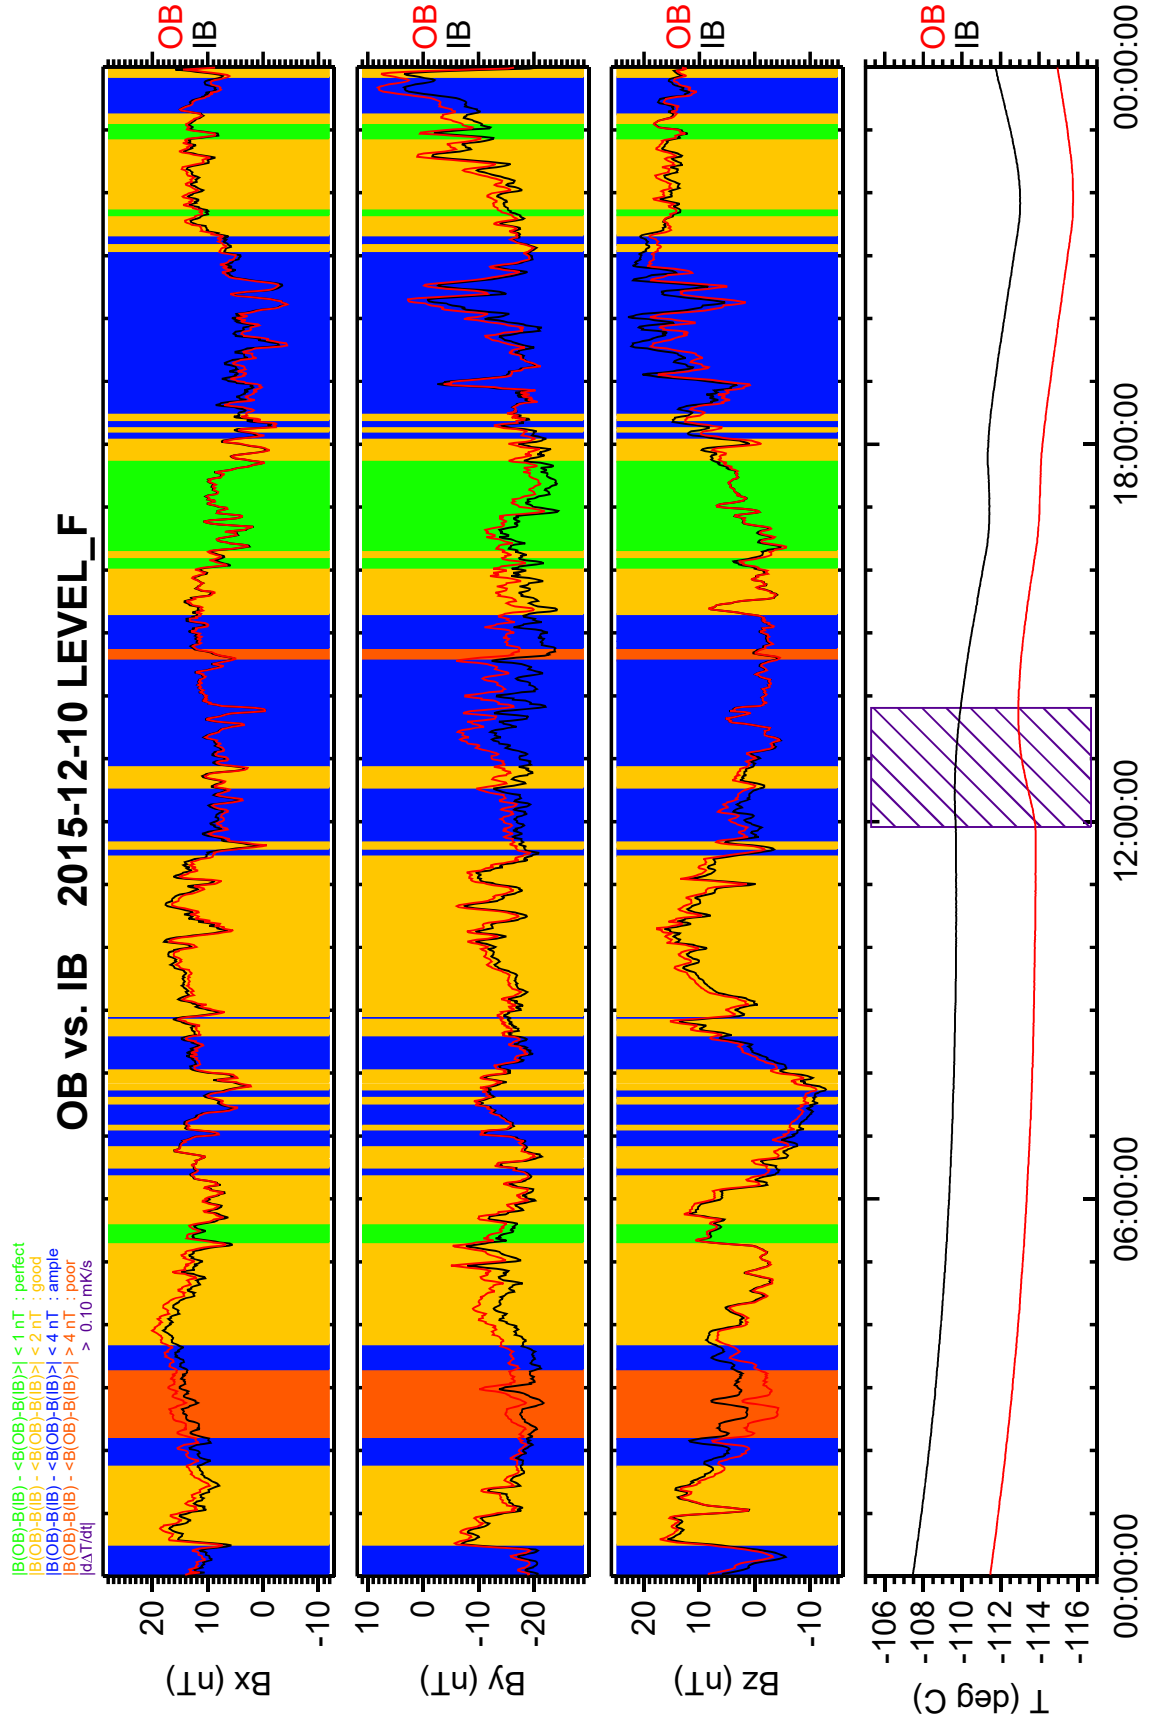 |B(OB)-B(IB) - <B(OB)-B(IB)>| < 1 nT : perfect
|B(OB)-B(IB) - <B(OB)-B(IB)>| < 2 nT : good
|B(OB)-B(IB) - <B(OB)-B(IB)>| < 4 nT : ample
|B(OB)-B(IB) - <B(OB)-B(IB)>| > 4 nT : poor
|dΔT/dt| > 0.10 mK/s
OB vs. IB 2015-12-10 LEVEL_F
Bx (nT)
20
10
0
-10
OB
IB
By (nT)
10
0
-10
-20
OB
IB
Bz (nT)
20
10
0
-10
OB
IB
T (deg C)
-106
-108
-110
-112
-114
-116
OB
IB
00:00:00
06:00:00
12:00:00
18:00:00
00:00:00